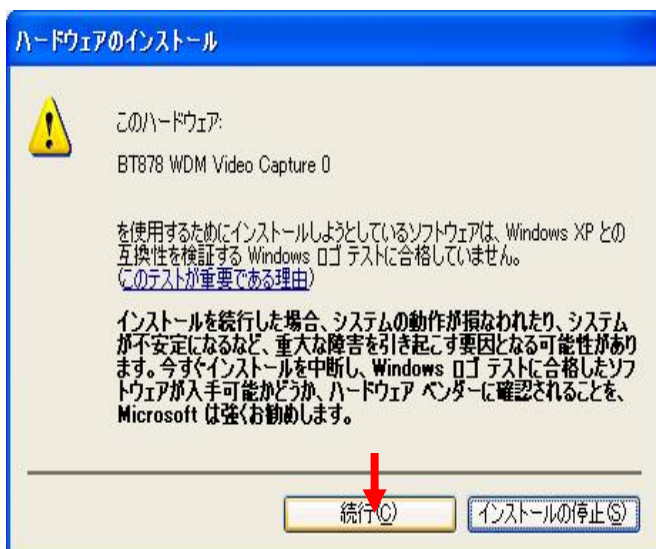 ハードウェアのインストール
このハードウェア:
BT878 WDM Video Capture 0
を使用するためにインストールしようとしているソフトウェアは、Windows XP との
互換性を検証する Windows ロゴ テストに合格していません。
(このテストが重要である理由)
インストールを続行した場合、システムの動作が損なわれたり、システム
が不安定になるなど、重大な障害を引き起こす要因となる可能性があり
ます。今すぐインストールを中断し、Windows ロゴ テストに合格したソフ
トウェアが入手可能かどうか、ハードウェア ベンダーに確認されることを、
Microsoft は強くお勧めします。
続行(C) インストールの停止(S)